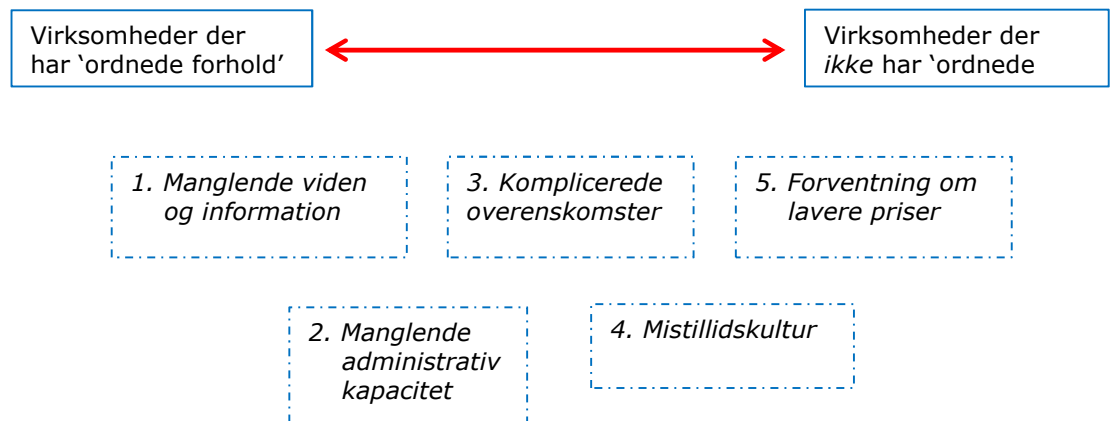 Virksomheder der
har ‘ordnede forhold’
Virksomheder der
ikke har ‘ordnede
1. Manglende viden
og information
3. Komplicerede
overenskomster
5. Forventning om
lavere priser
2. Manglende
administrativ
kapacitet
4. Mistillidskultur